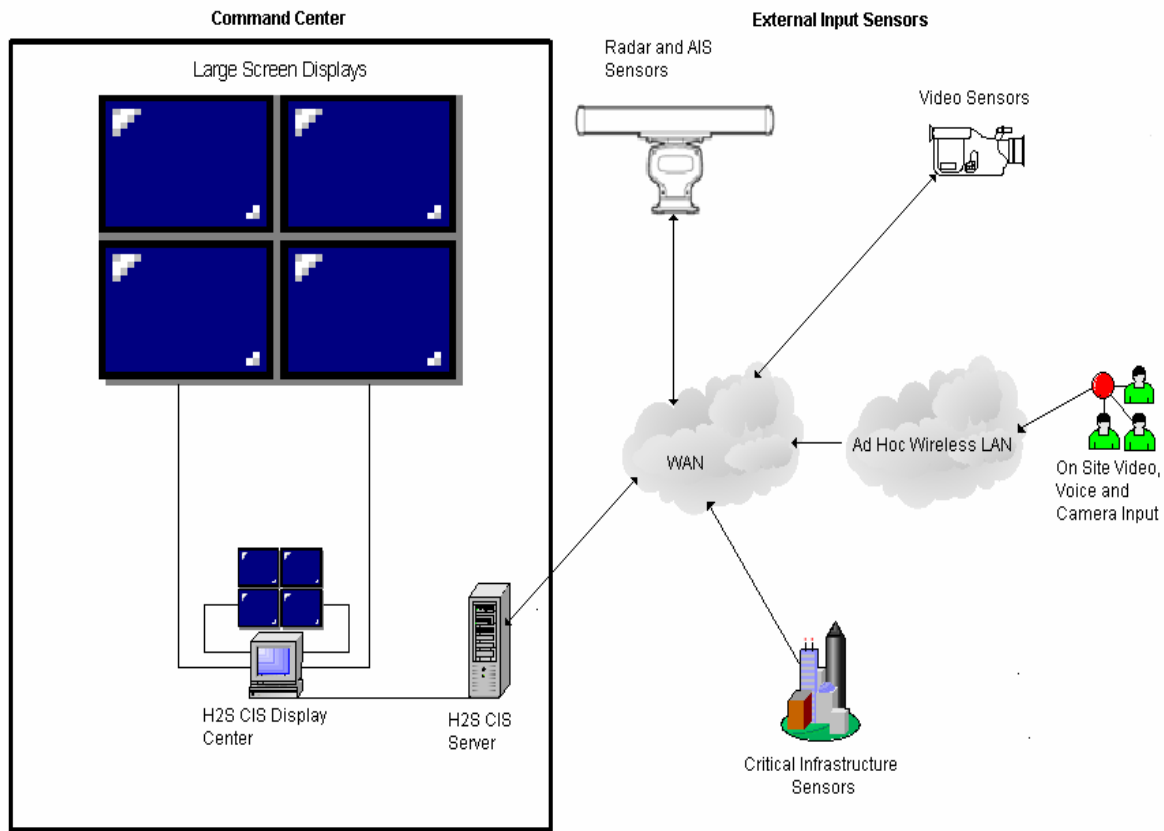 Command Center
External Input Sensors
Large Screen Displays
Radar and AIS
Sensors
Video Sensors
WAN
Ad Hoc Wireless LAN
On Site Video,
Voice and
Camera Input
H2S CIS Display
Center
H2S CIS
Server
Critical Infrastructure
Sensors